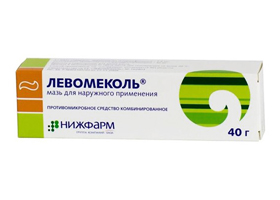 ЛЕВОМЕКОЛЬ®
мазь для наружного применения
ПРОТИВОМИКРОБНОЕ СРЕДСТВО КОМБИНИРОВАННОЕ
НИЖФАРМ
40 г